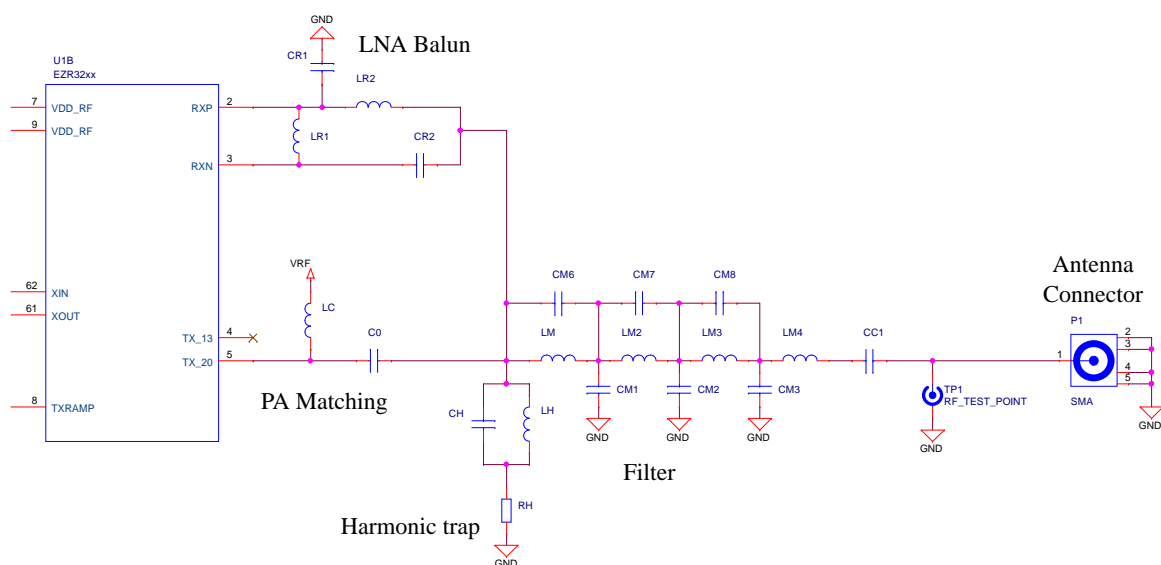 GND
LNA Balun
CR1
U1B
EZR32xx
LR2
7 VDD_RF
RXP 2
9 VDD_RF
LR1
CR2
RXN 3
VRF
CM6 CM7 CM8
Antenna
Connector
62 XIN
61 XOUT
LC
C0
P1
TX_13 4
LM LM2 LM3 LM4 CC1
2
3
TX_20 5
1
4
5
PA Matching
CM1 CM2 CM3
TP1
RF_TEST_POINT
SMA
8 TXRAMP
CH LH
GND GND GND
GND
GND
Filter
RH
Harmonic trap
GND